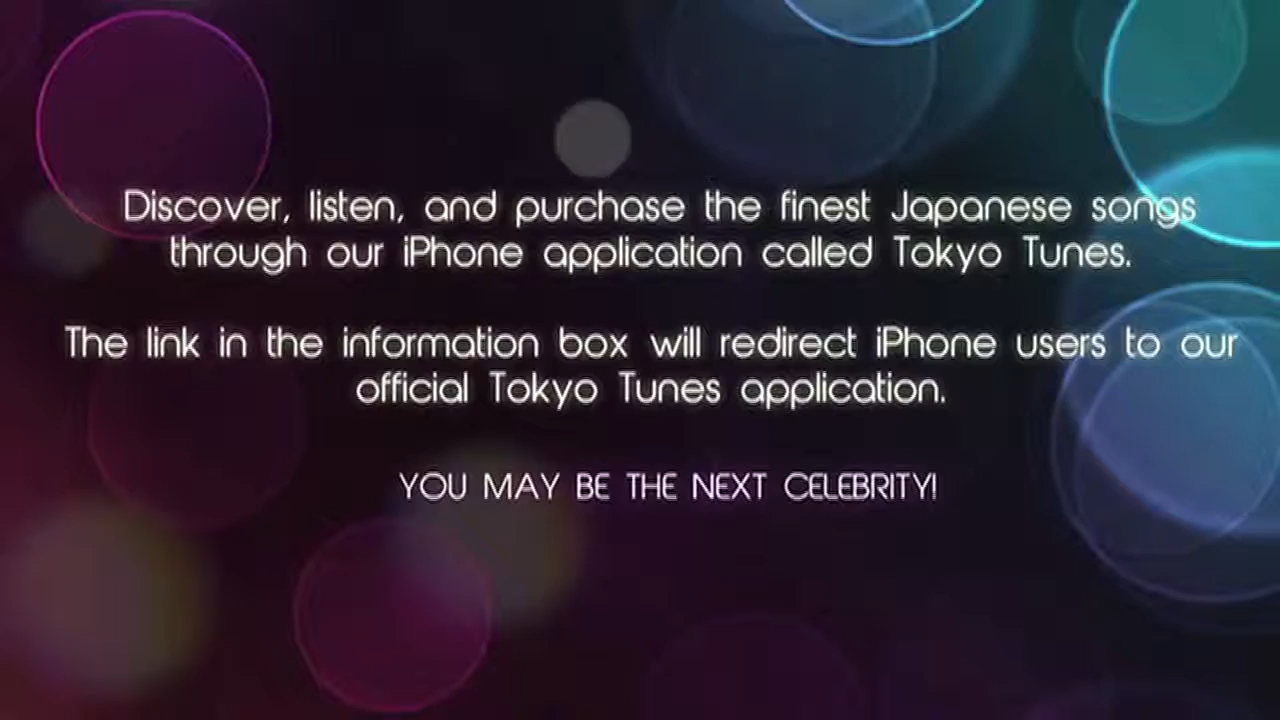 Discover, listen, and purchase the finest Japanese songs
through our iPhone application called Tokyo Tunes.
The link in the information box will redirect iPhone users to our
official Tokyo Tunes application.
YOU MAY BE THE NEXT CELEBRITY!